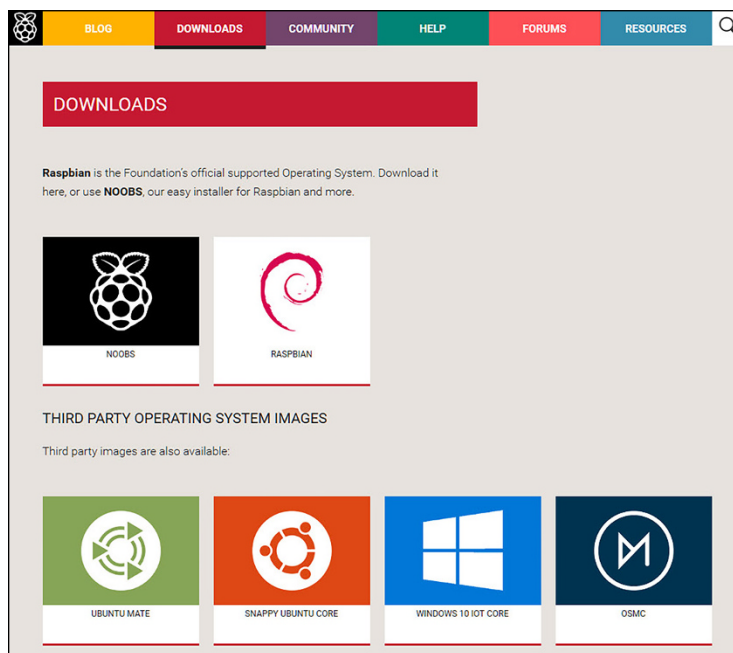 BLOG DOWNLOADS COMMUNITY HELP FORUMS RESOURCES
DOWNLOADS
Raspbian is the Foundation's official supported Operating System. Download it
here, or use NOOBS, our easy installer for Raspbian and more.
NOOBS RASPBIAN
THIRD PARTY OPERATING SYSTEM IMAGES
Third party images are also available:
UBUNTU MATE SNAPPY UBUNTU CORE WINDOWS 10 IOT CORE OSMC